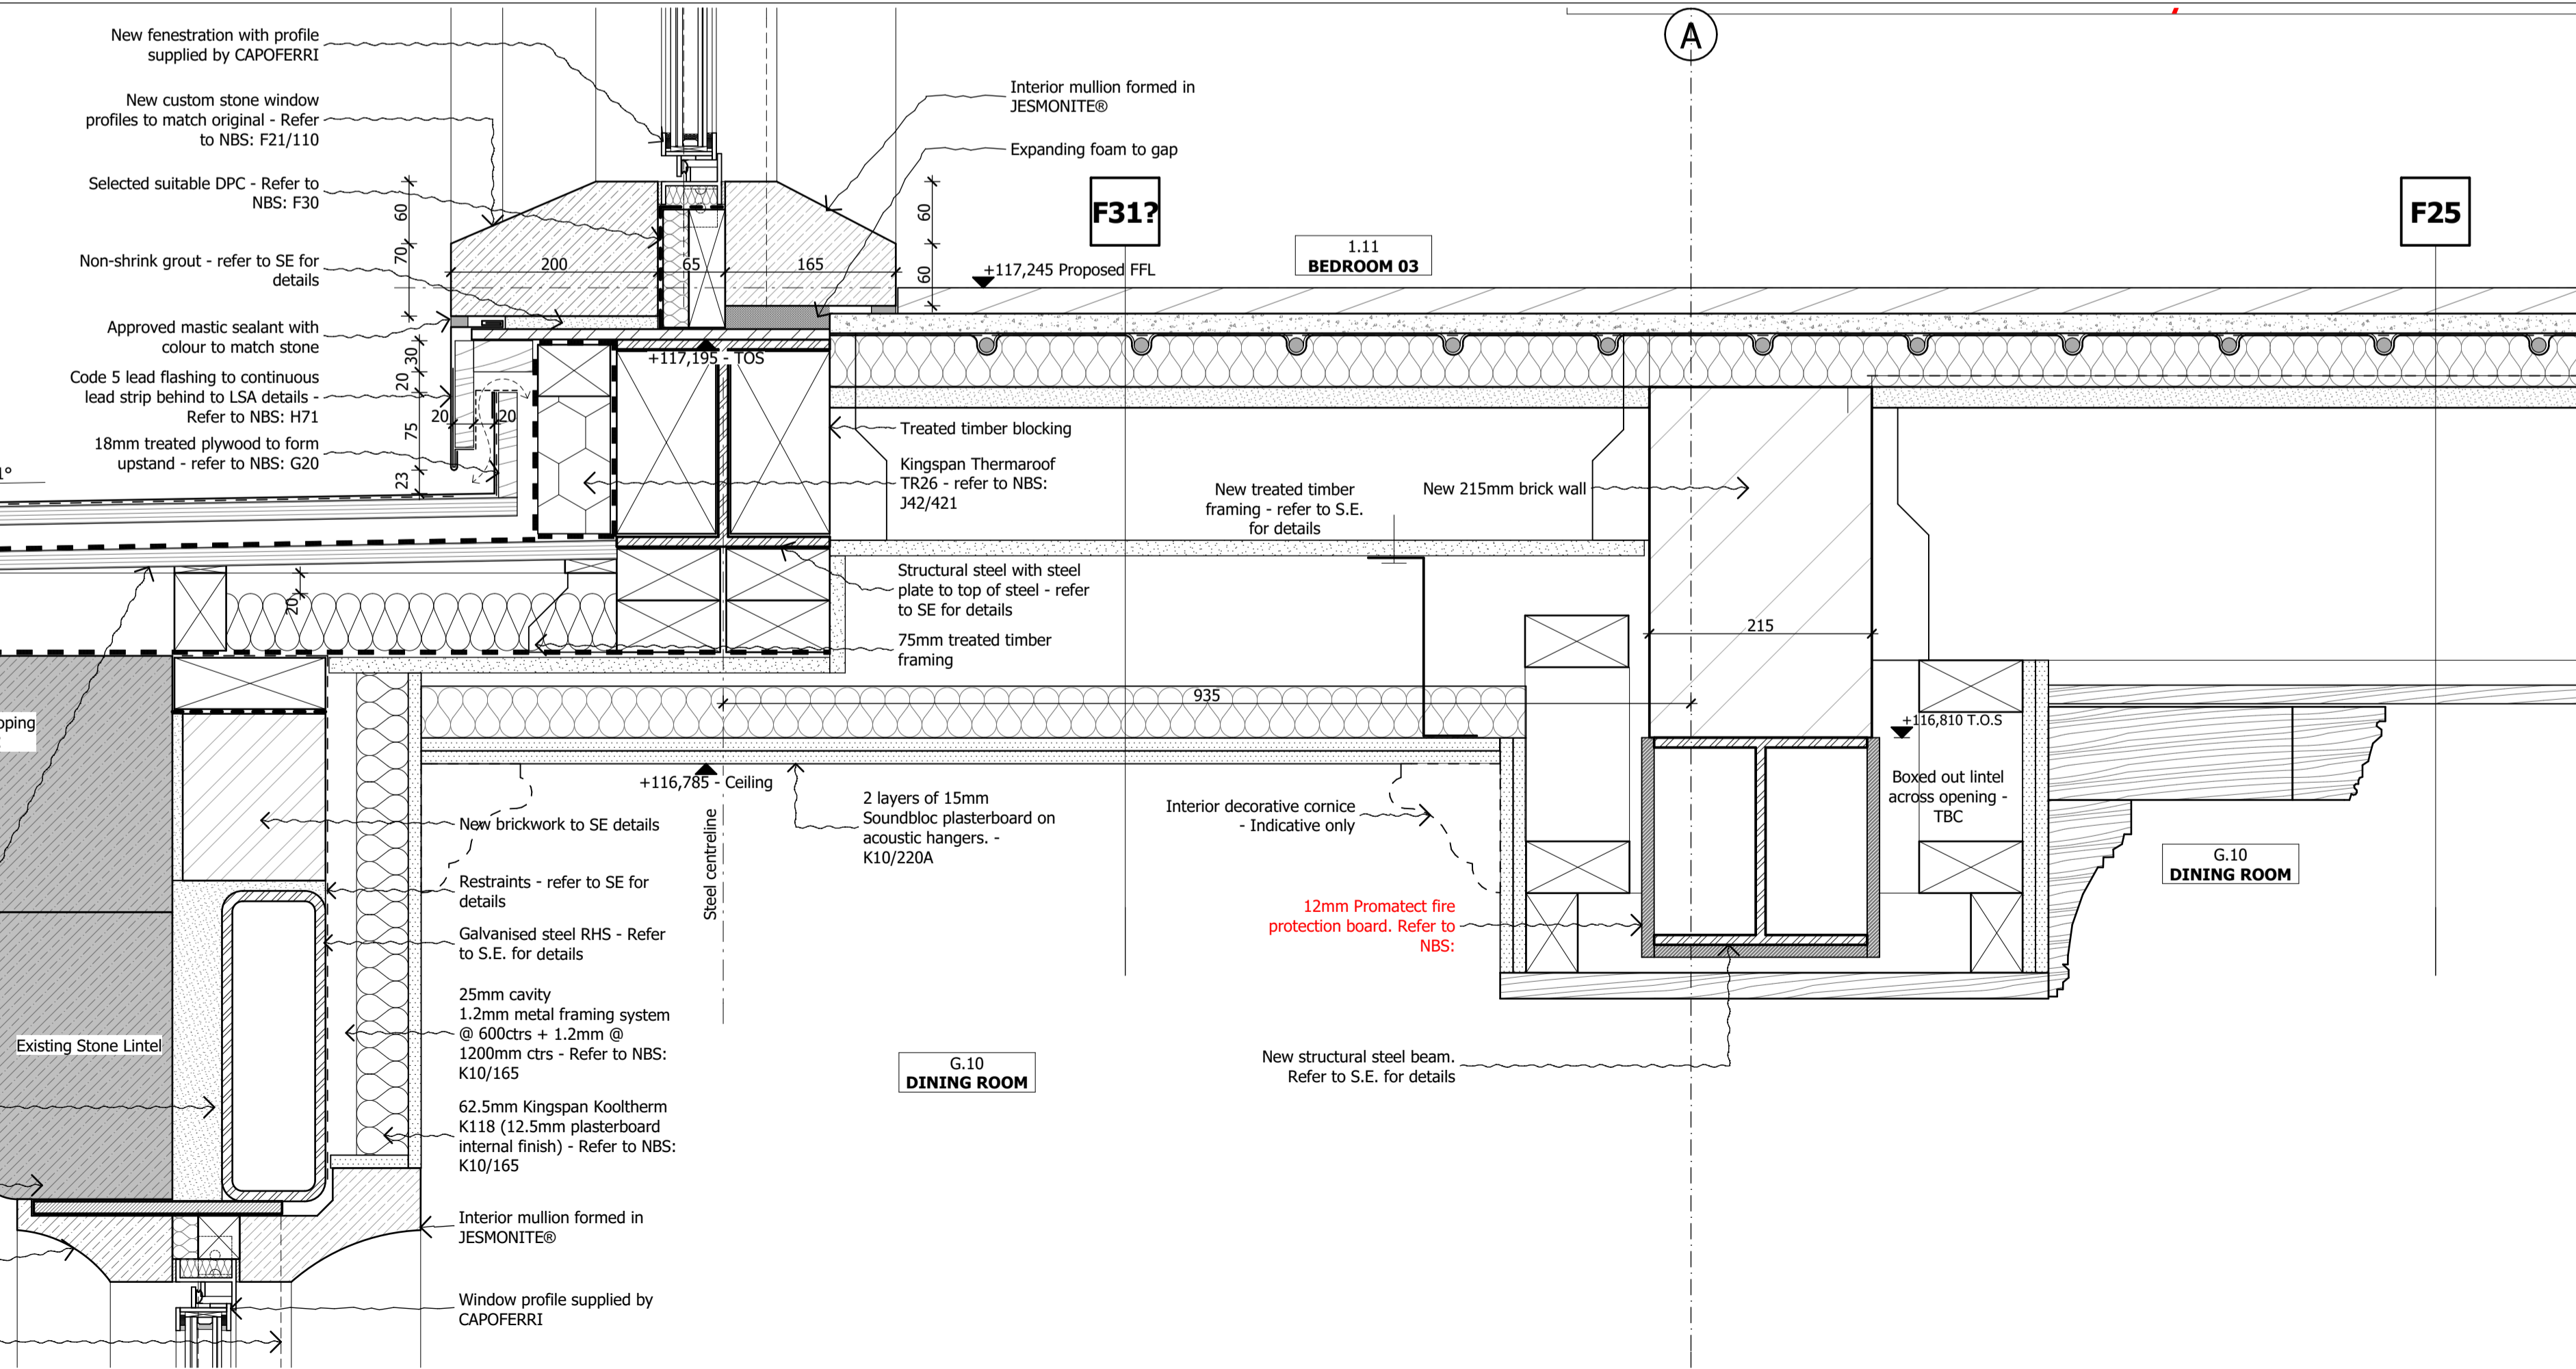 A
New fenestration with profile
supplied by CAPOFERRI
New custom stone window
profiles to match original - Refer
to NBS: F21/110
Selected suitable DPC - Refer to
NBS: F30
Non-shrink grout - refer to SE for
details
Approved mastic sealant with
colour to match stone
Code 5 lead flashing to continuous
lead strip behind to LSA details -
Refer to NBS: H71
18mm treated plywood to form
upstand - refer to NBS: G20
1°
60
70
30
20
20
20
75
23
200
65
165
60
60
Interior mullion formed in
JESMONITE®
Expanding foam to gap
F31?
F25
1.11
BEDROOM 03
+117,245 Proposed FFL
+117,195 - TOS
Treated timber blocking
Kingspan Thermaroof
TR26 - refer to NBS:
J42/421
New treated timber
framing - refer to S.E.
for details
New 215mm brick wall
Structural steel with steel
plate to top of steel - refer
to SE for details
75mm treated timber
framing
20
215
935
+116,810 T.O.S
oping
+116,785 - Ceiling
Steel centreline
2 layers of 15mm
Soundbloc plasterboard on
acoustic hangers. -
K10/220A
Interior decorative cornice
- Indicative only
Boxed out lintel
across opening -
TBC
G.10
DINING ROOM
New brickwork to SE details
Restraints - refer to SE for
details
Galvanised steel RHS - Refer
to S.E. for details
12mm Promatect fire
protection board. Refer to
NBS:
25mm cavity
1.2mm metal framing system
@ 600ctrs + 1.2mm @
1200mm ctrs - Refer to NBS:
K10/165
Existing Stone Lintel
G.10
DINING ROOM
New structural steel beam.
Refer to S.E. for details
62.5mm Kingspan Kooltherm
K118 (12.5mm plasterboard
internal finish) - Refer to NBS:
K10/165
Interior mullion formed in
JESMONITE®
Window profile supplied by
CAPOFERRI